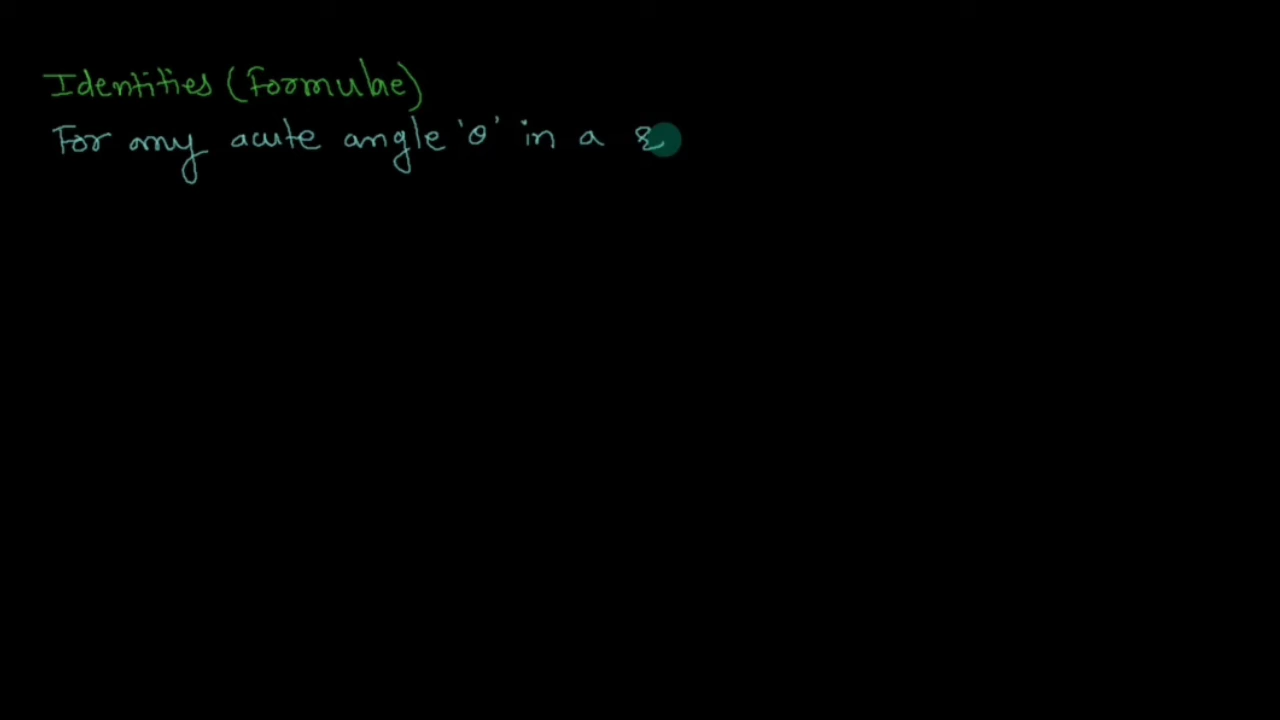 Identities (Formulae)
For any acute angle 'θ' in a